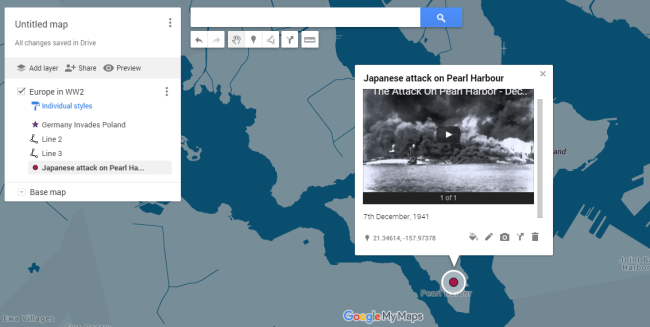 Untitled map
All changes saved in Drive
Add layer
Share
Preview
Europe in WW2
Individual styles
Germany Invades Poland
Line 2
Line 3
Japanese attack on Pearl Ha...
Base map
Japanese attack on Pearl Harbour
The Attack On Pearl Harbor - Dec..
1 of 1
7th December, 1941
21.34614, -157.97378
Pearl Harbor
Joint B
Harbo
Ewa Villages
Google My Maps